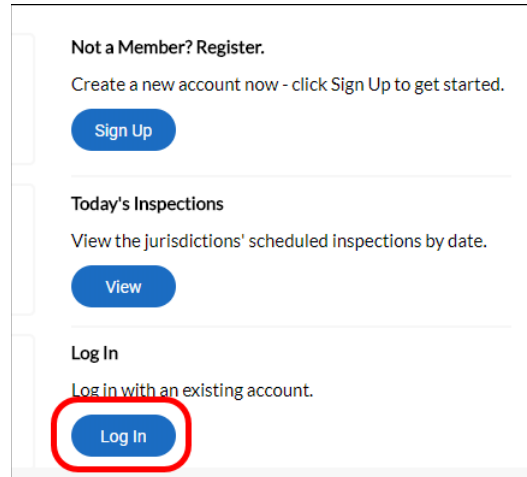 Not a Member? Register.
Create a new account now - click Sign Up to get started.
Sign Up
Today's Inspections
View the jurisdictions' scheduled inspections by date.
View
Log In
Log in with an existing account.
Log In